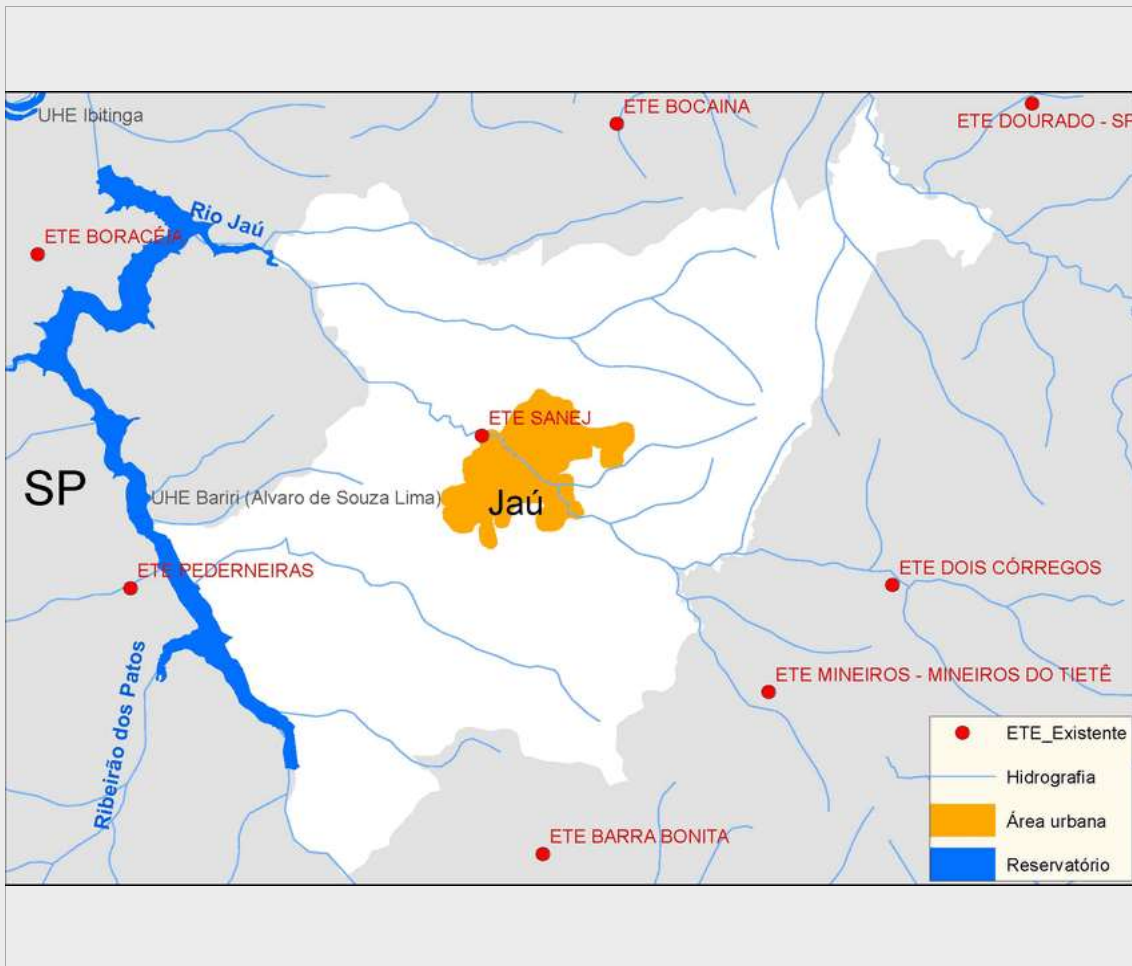 UHE Ibitinga
ETE BOCAINA
ETE DOURADO - SP
Rio Jaú
ETE BORACÉIA
ETE SANEJ
SP
UHE Bariri (Alvaro de Souza Lima)
Jaú
ETE PEDERNEIRAS
ETE DOIS CÓRREGOS
Ribeirão dos Patos
ETE MINEIROS - MINEIROS DO TIETÊ
ETE BARRA BONITA
ETE_Existente
Hidrografia
Área urbana
Reservatório